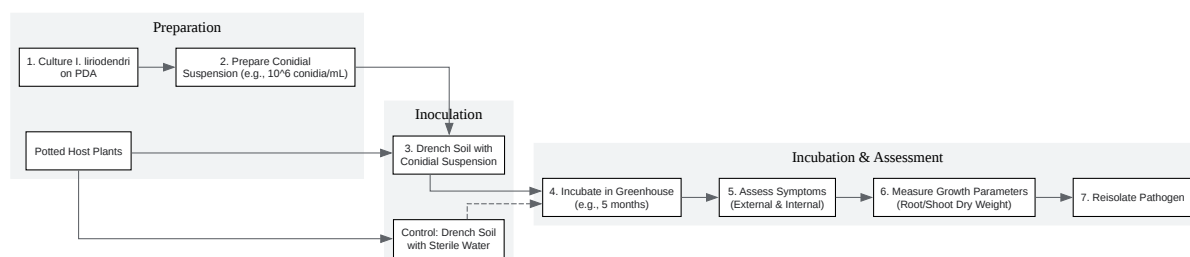 Preparation
1. Culture I. liriodendri
on PDA
2. Prepare Conidial
Suspension (e.g., 10^6 conidia/mL)
Potted Host Plants
Inoculation
3. Drench Soil with
Conidial Suspension
Control: Drench Soil
with Sterile Water
Incubation & Assessment
4. Incubate in Greenhouse
(e.g., 5 months)
5. Assess Symptoms
(External & Internal)
6. Measure Growth Parameters
(Root/Shoot Dry Weight)
7. Reisolate Pathogen